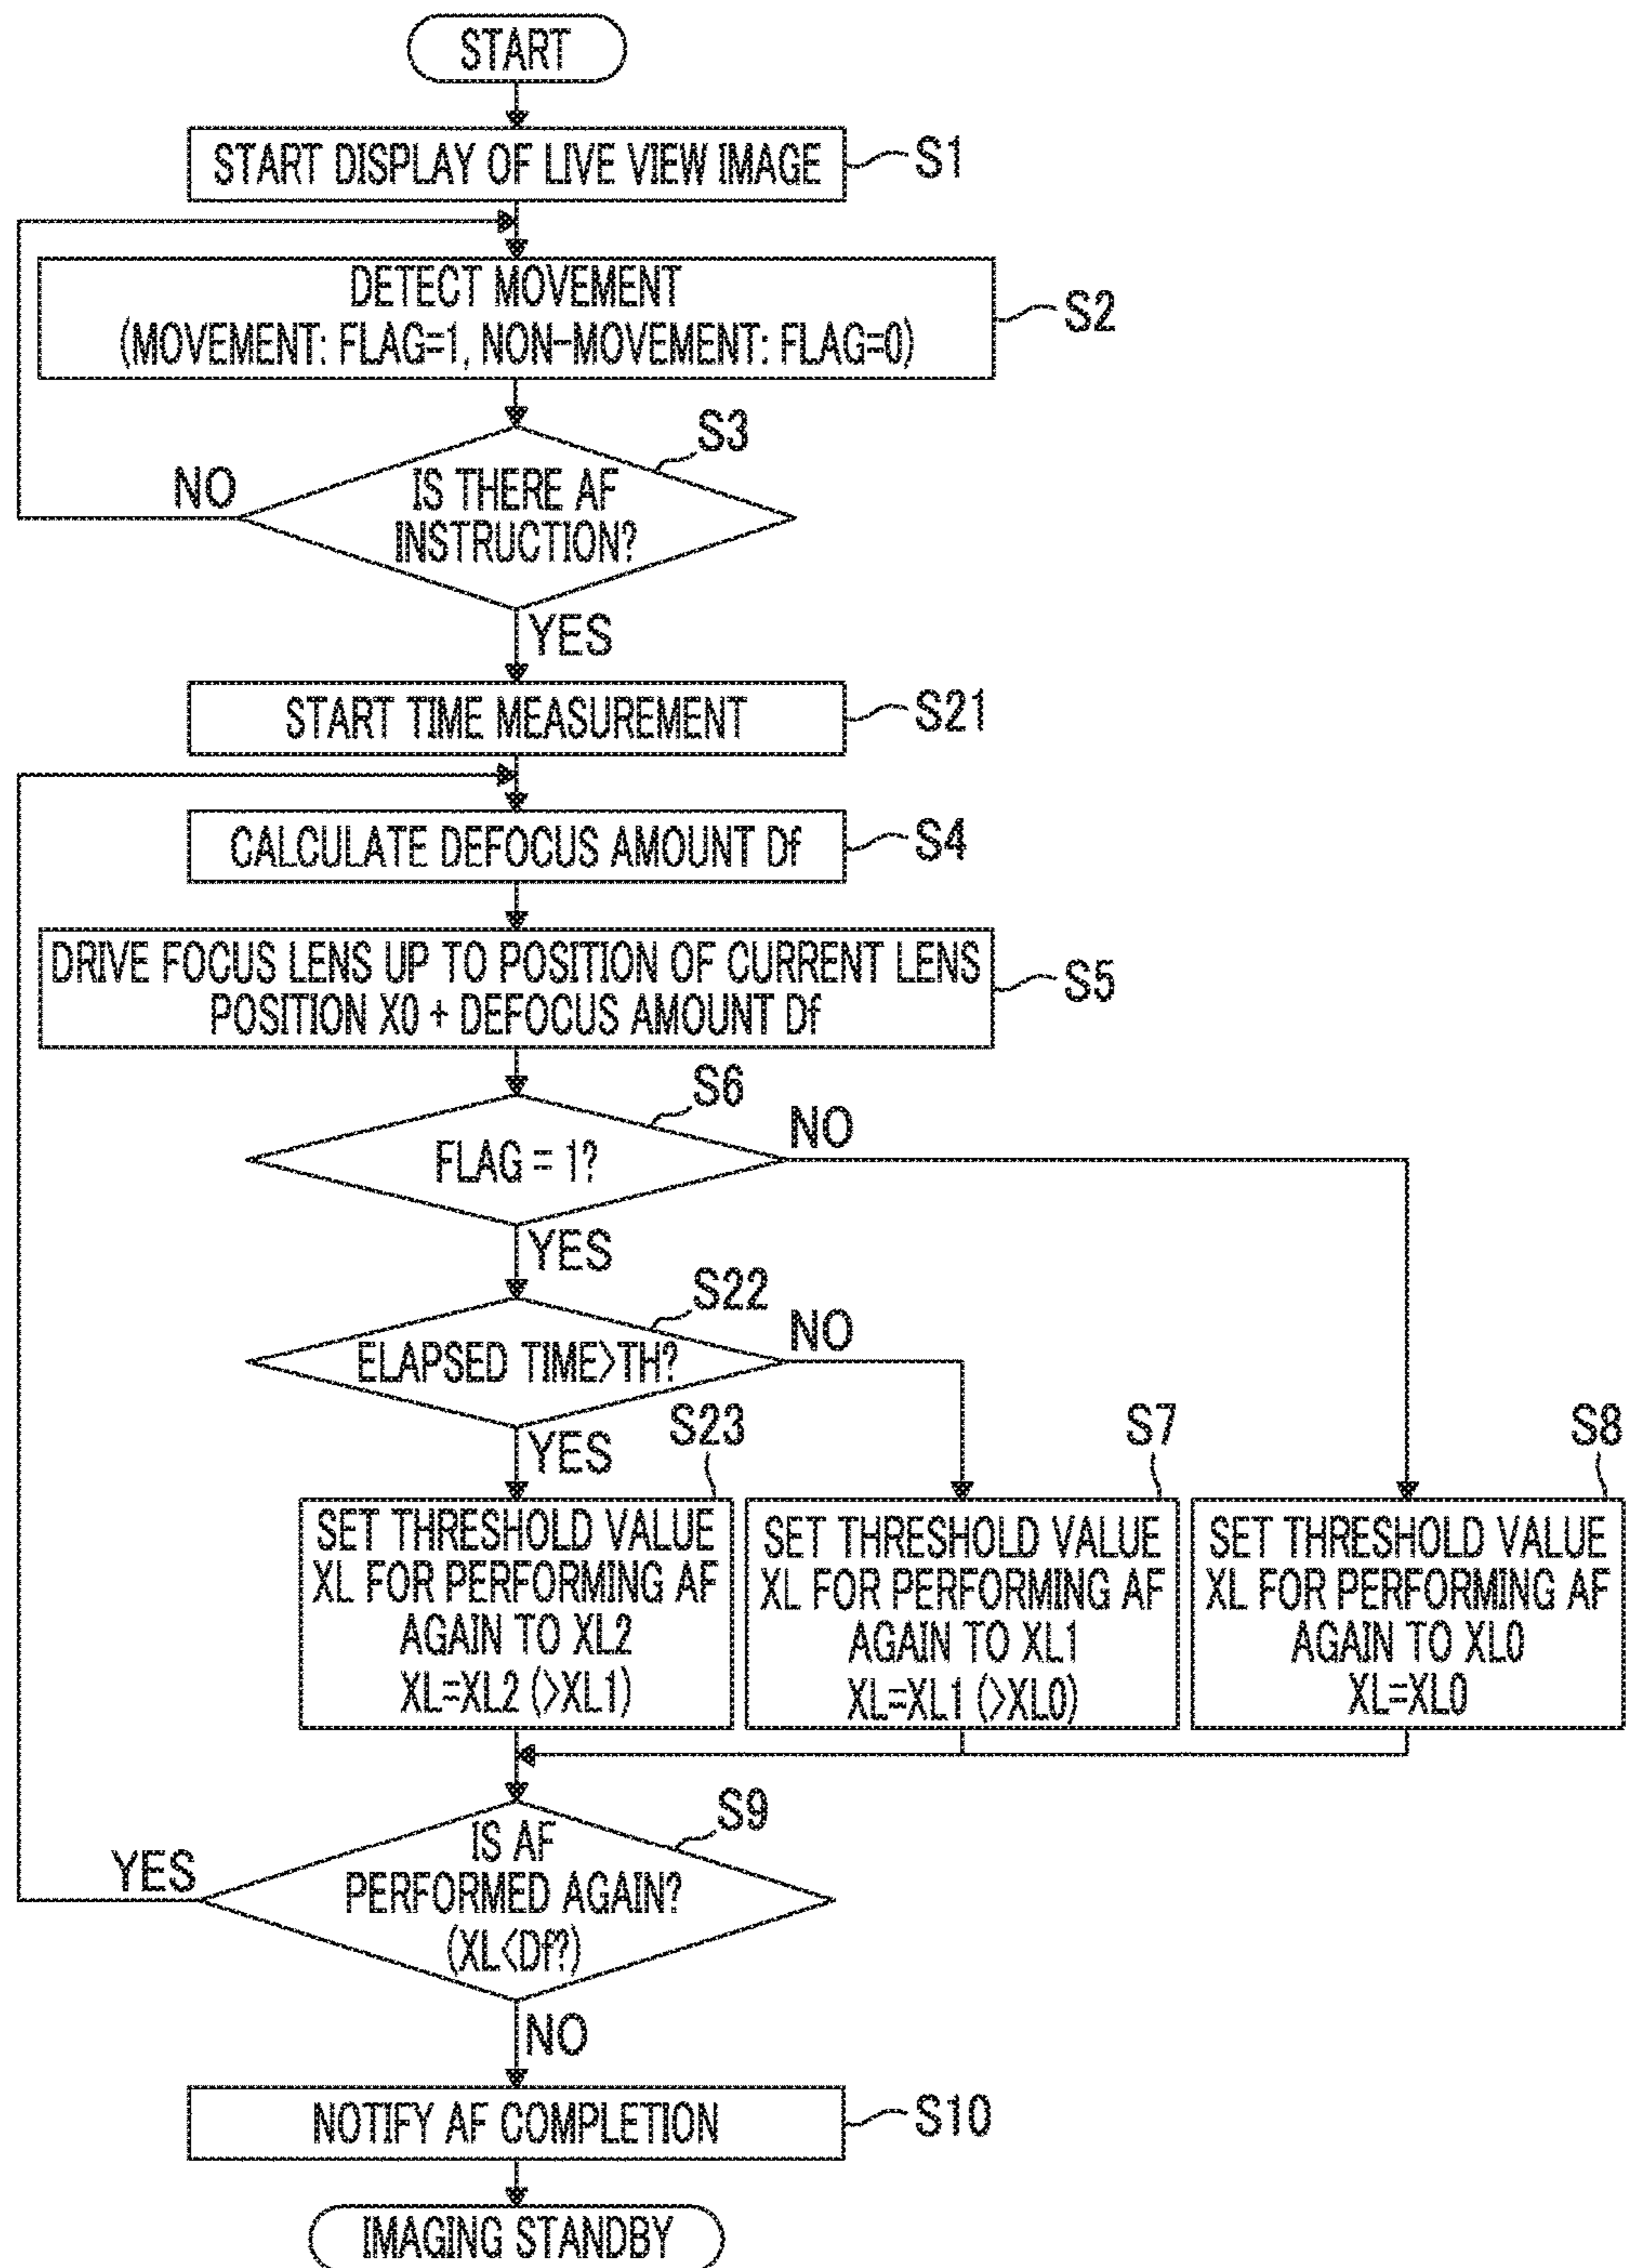 START
START DISPLAY OF LIVE VIEW IMAGE
S1
DETECT MOVEMENT
(MOVEMENT: FLAG=1, NON-MOVEMENT: FLAG=0)
S2
S3
NO
IS THERE AF
INSTRUCTION?
YES
START TIME MEASUREMENT
S21
CALCULATE DEFOCUS AMOUNT Df
S4
DRIVE FOCUS LENS UP TO POSITION OF CURRENT LENS
POSITION X0 + DEFOCUS AMOUNT Df
S5
S6
NO
FLAG = 1?
YES
S22
NO
ELAPSED TIME>TH?
YES
S23
SET THRESHOLD VALUE
XL FOR PERFORMING AF
AGAIN TO XL2
XL=XL2 (>XL1)
S7
SET THRESHOLD VALUE
XL FOR PERFORMING AF
AGAIN TO XL1
XL=XL1 (>XL0)
S8
SET THRESHOLD VALUE
XL FOR PERFORMING AF
AGAIN TO XL0
XL=XL0
S9
YES
IS AF
PERFORMED AGAIN?
(XL<Df?)
NO
NOTIFY AF COMPLETION
S10
IMAGING STANDBY